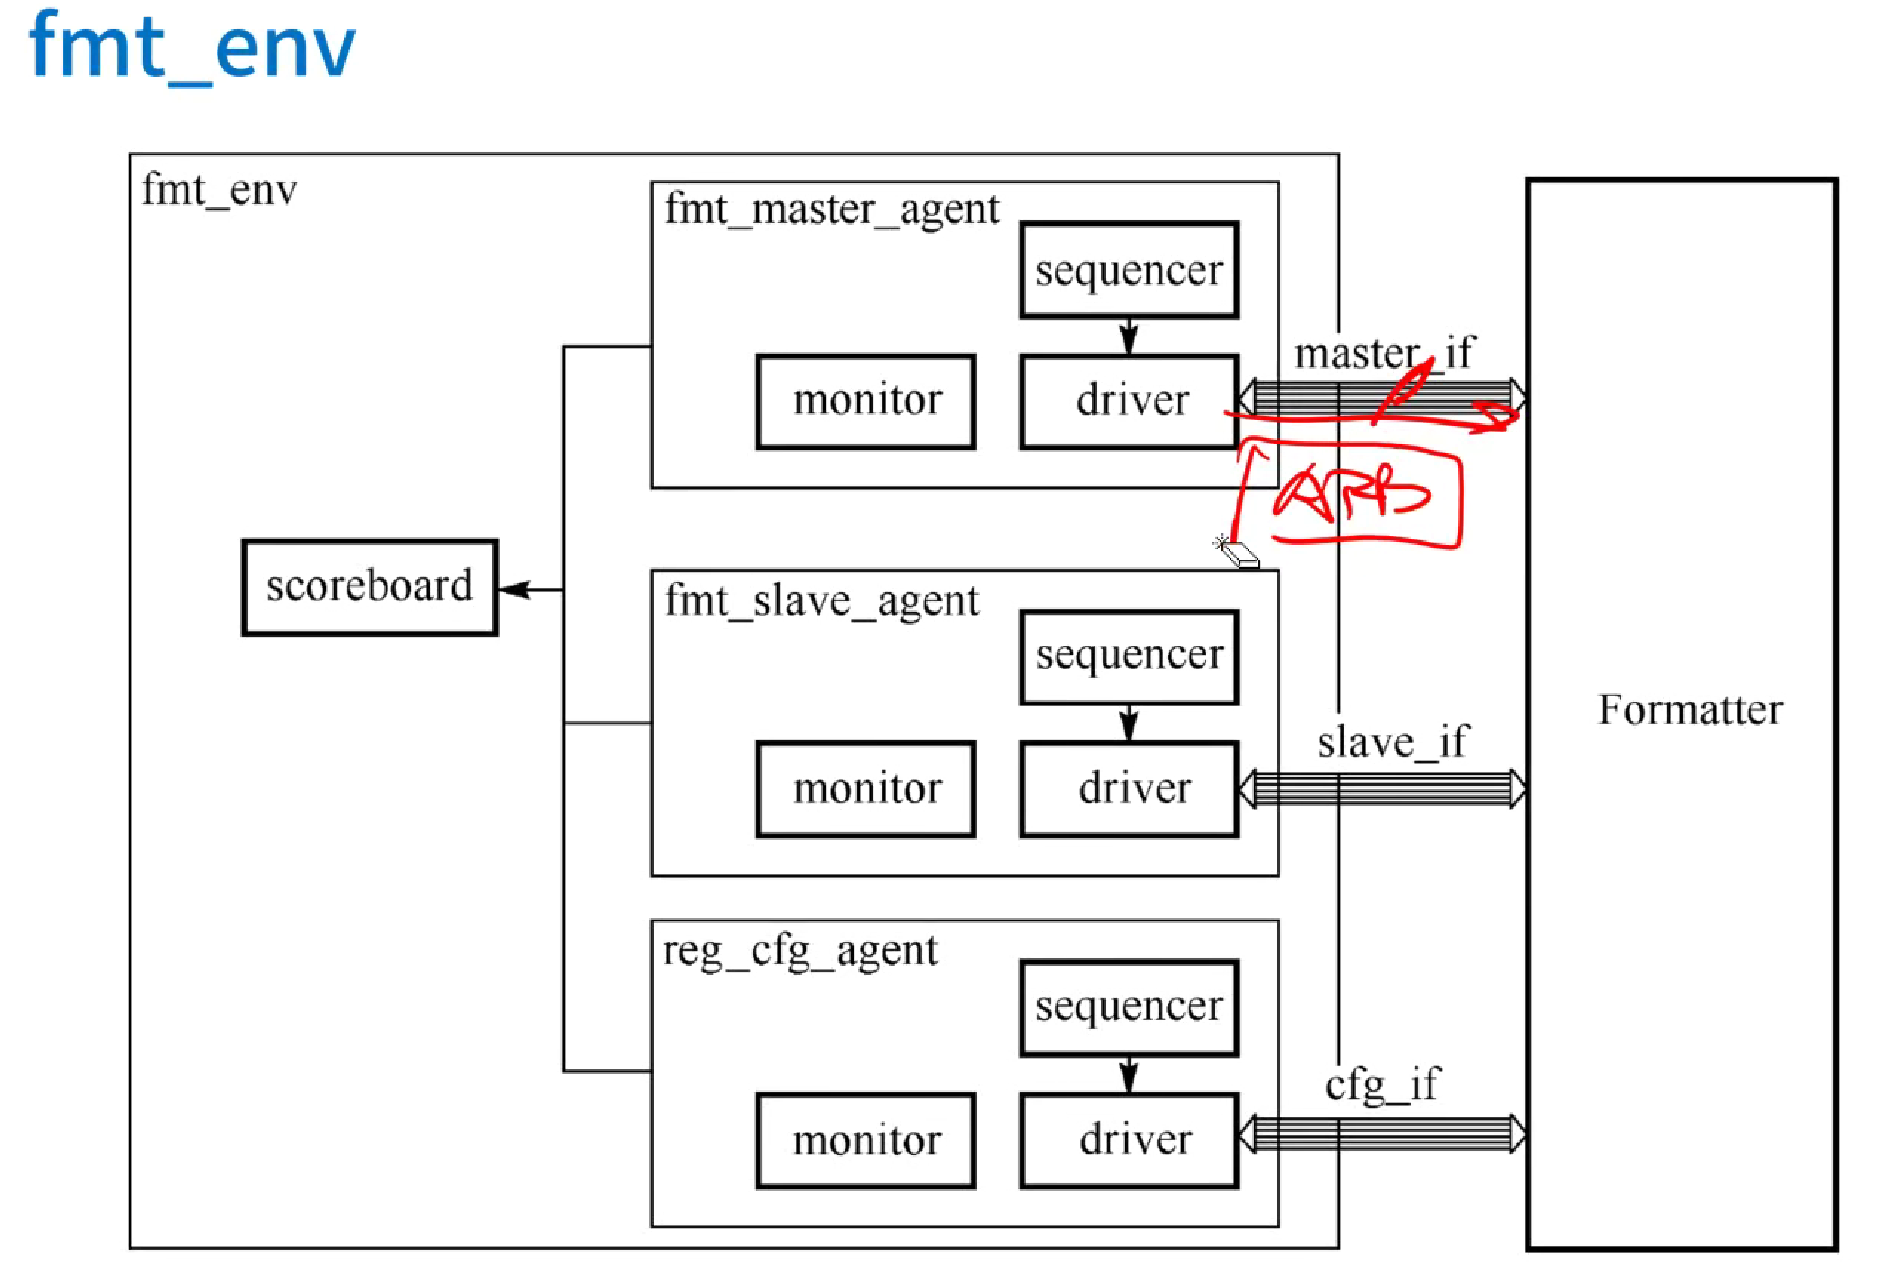 fmt_env
fmt_env
fmt_master_agent
sequencer
monitor
driver
master_if
ARB
scoreboard
fmt_slave_agent
sequencer
monitor
driver
slave_if
Formatter
reg_cfg_agent
sequencer
monitor
driver
cfg_if